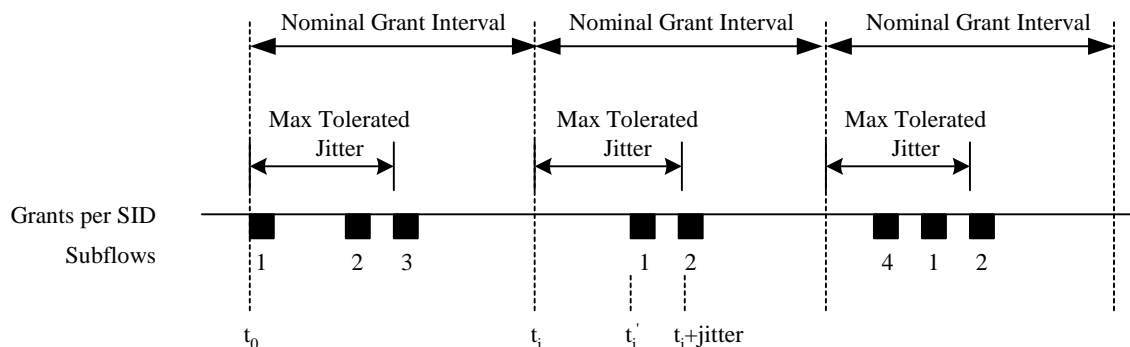 Nominal Grant Interval Nominal Grant Interval Nominal Grant Interval
Max Tolerated Jitter
Max Tolerated Jitter
Max Tolerated Jitter
Grants per SID
Subflows
1 2 3 1 2 4 1 2
t0 ti ti' ti+jitter